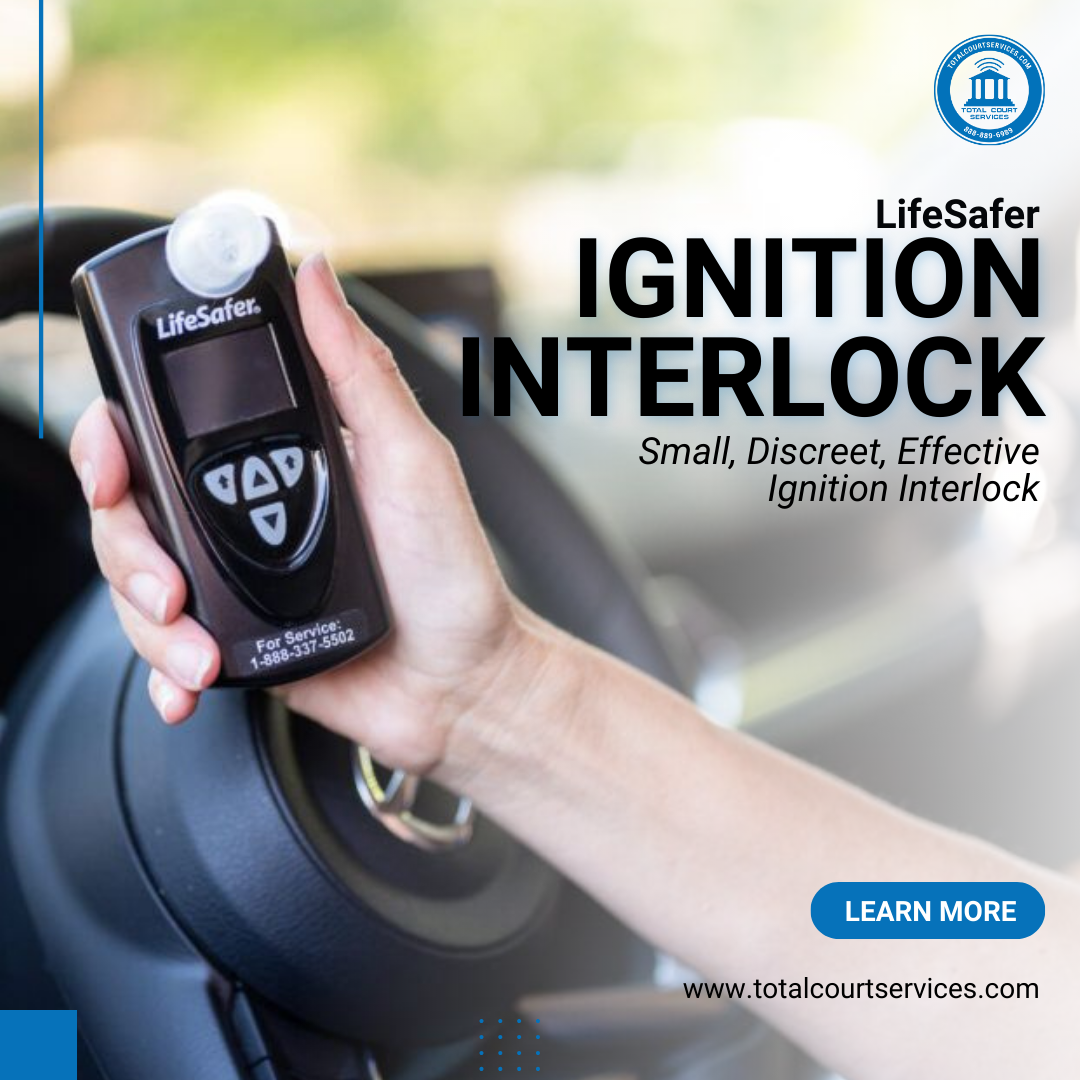 TOTALCOURTSERVICES.COM
TOTAL COURT
SERVICES
888-889-6989
LifeSafer
IGNITION
INTERLOCK
Small, Discreet, Effective
Ignition Interlock
LifeSafer®
For Service:
1-888-337-5502
LEARN MORE
www.totalcourtservices.com